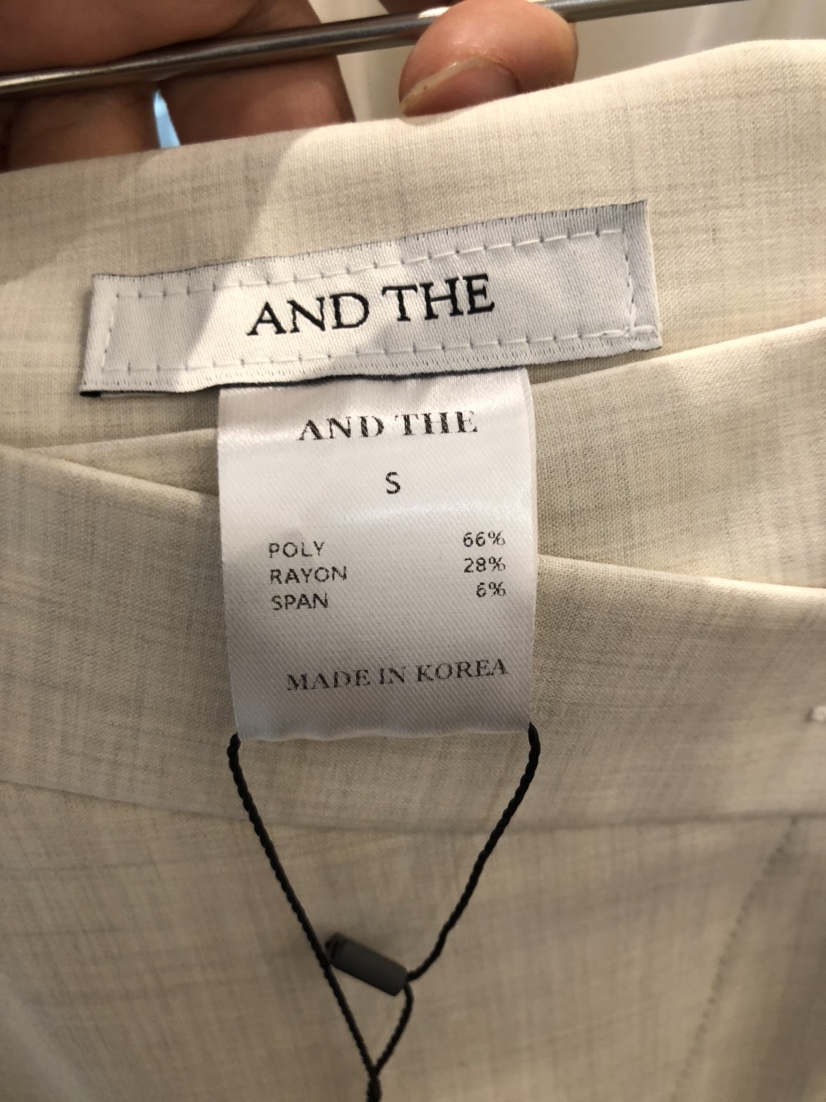 AND THE
AND THE
S
POLY 66%
RAYON 28%
SPAN 6%
MADE IN KOREA